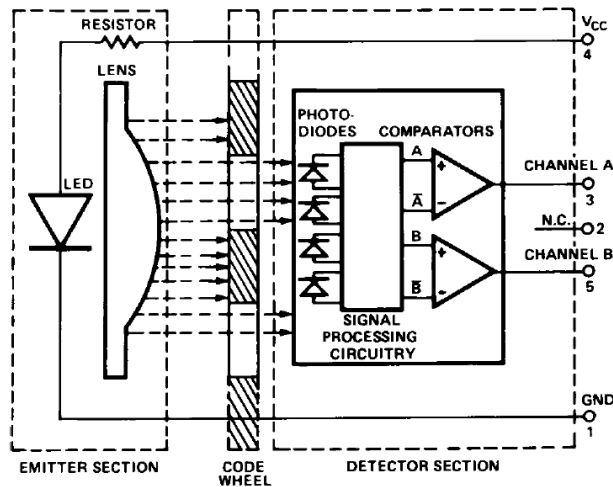 RESISTOR
VCC
4
LENS
PHOTO-
DIODES
COMPARATORS
LED
A
+
CHANNEL A
3
A̅
−
N.C.
2
B
+
CHANNEL B
5
B̅
−
SIGNAL
PROCESSING
CIRCUITRY
GND
1
EMITTER SECTION
CODE
WHEEL
DETECTOR SECTION